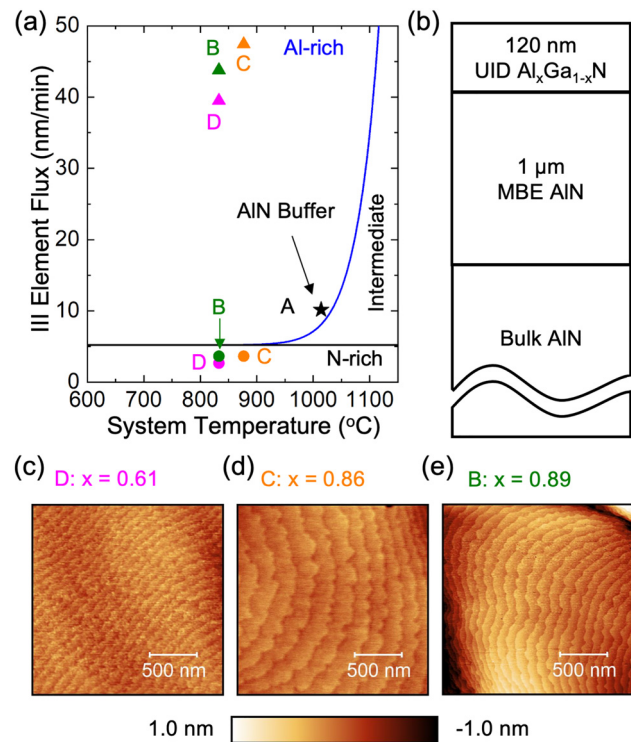 (a)
III Element Flux (nm/min)
50
40
30
20
10
0
600 700 800 900 1000 1100
System Temperature (°C)
B
C
D
Al-rich
AlN Buffer
A
Intermediate
B
D
C
N-rich
(b)
120 nm
UID AlxGa1-xN
1 µm
MBE AlN
Bulk AlN
(c)
D: x = 0.61
500 nm
(d)
C: x = 0.86
500 nm
(e)
B: x = 0.89
500 nm
1.0 nm
-1.0 nm